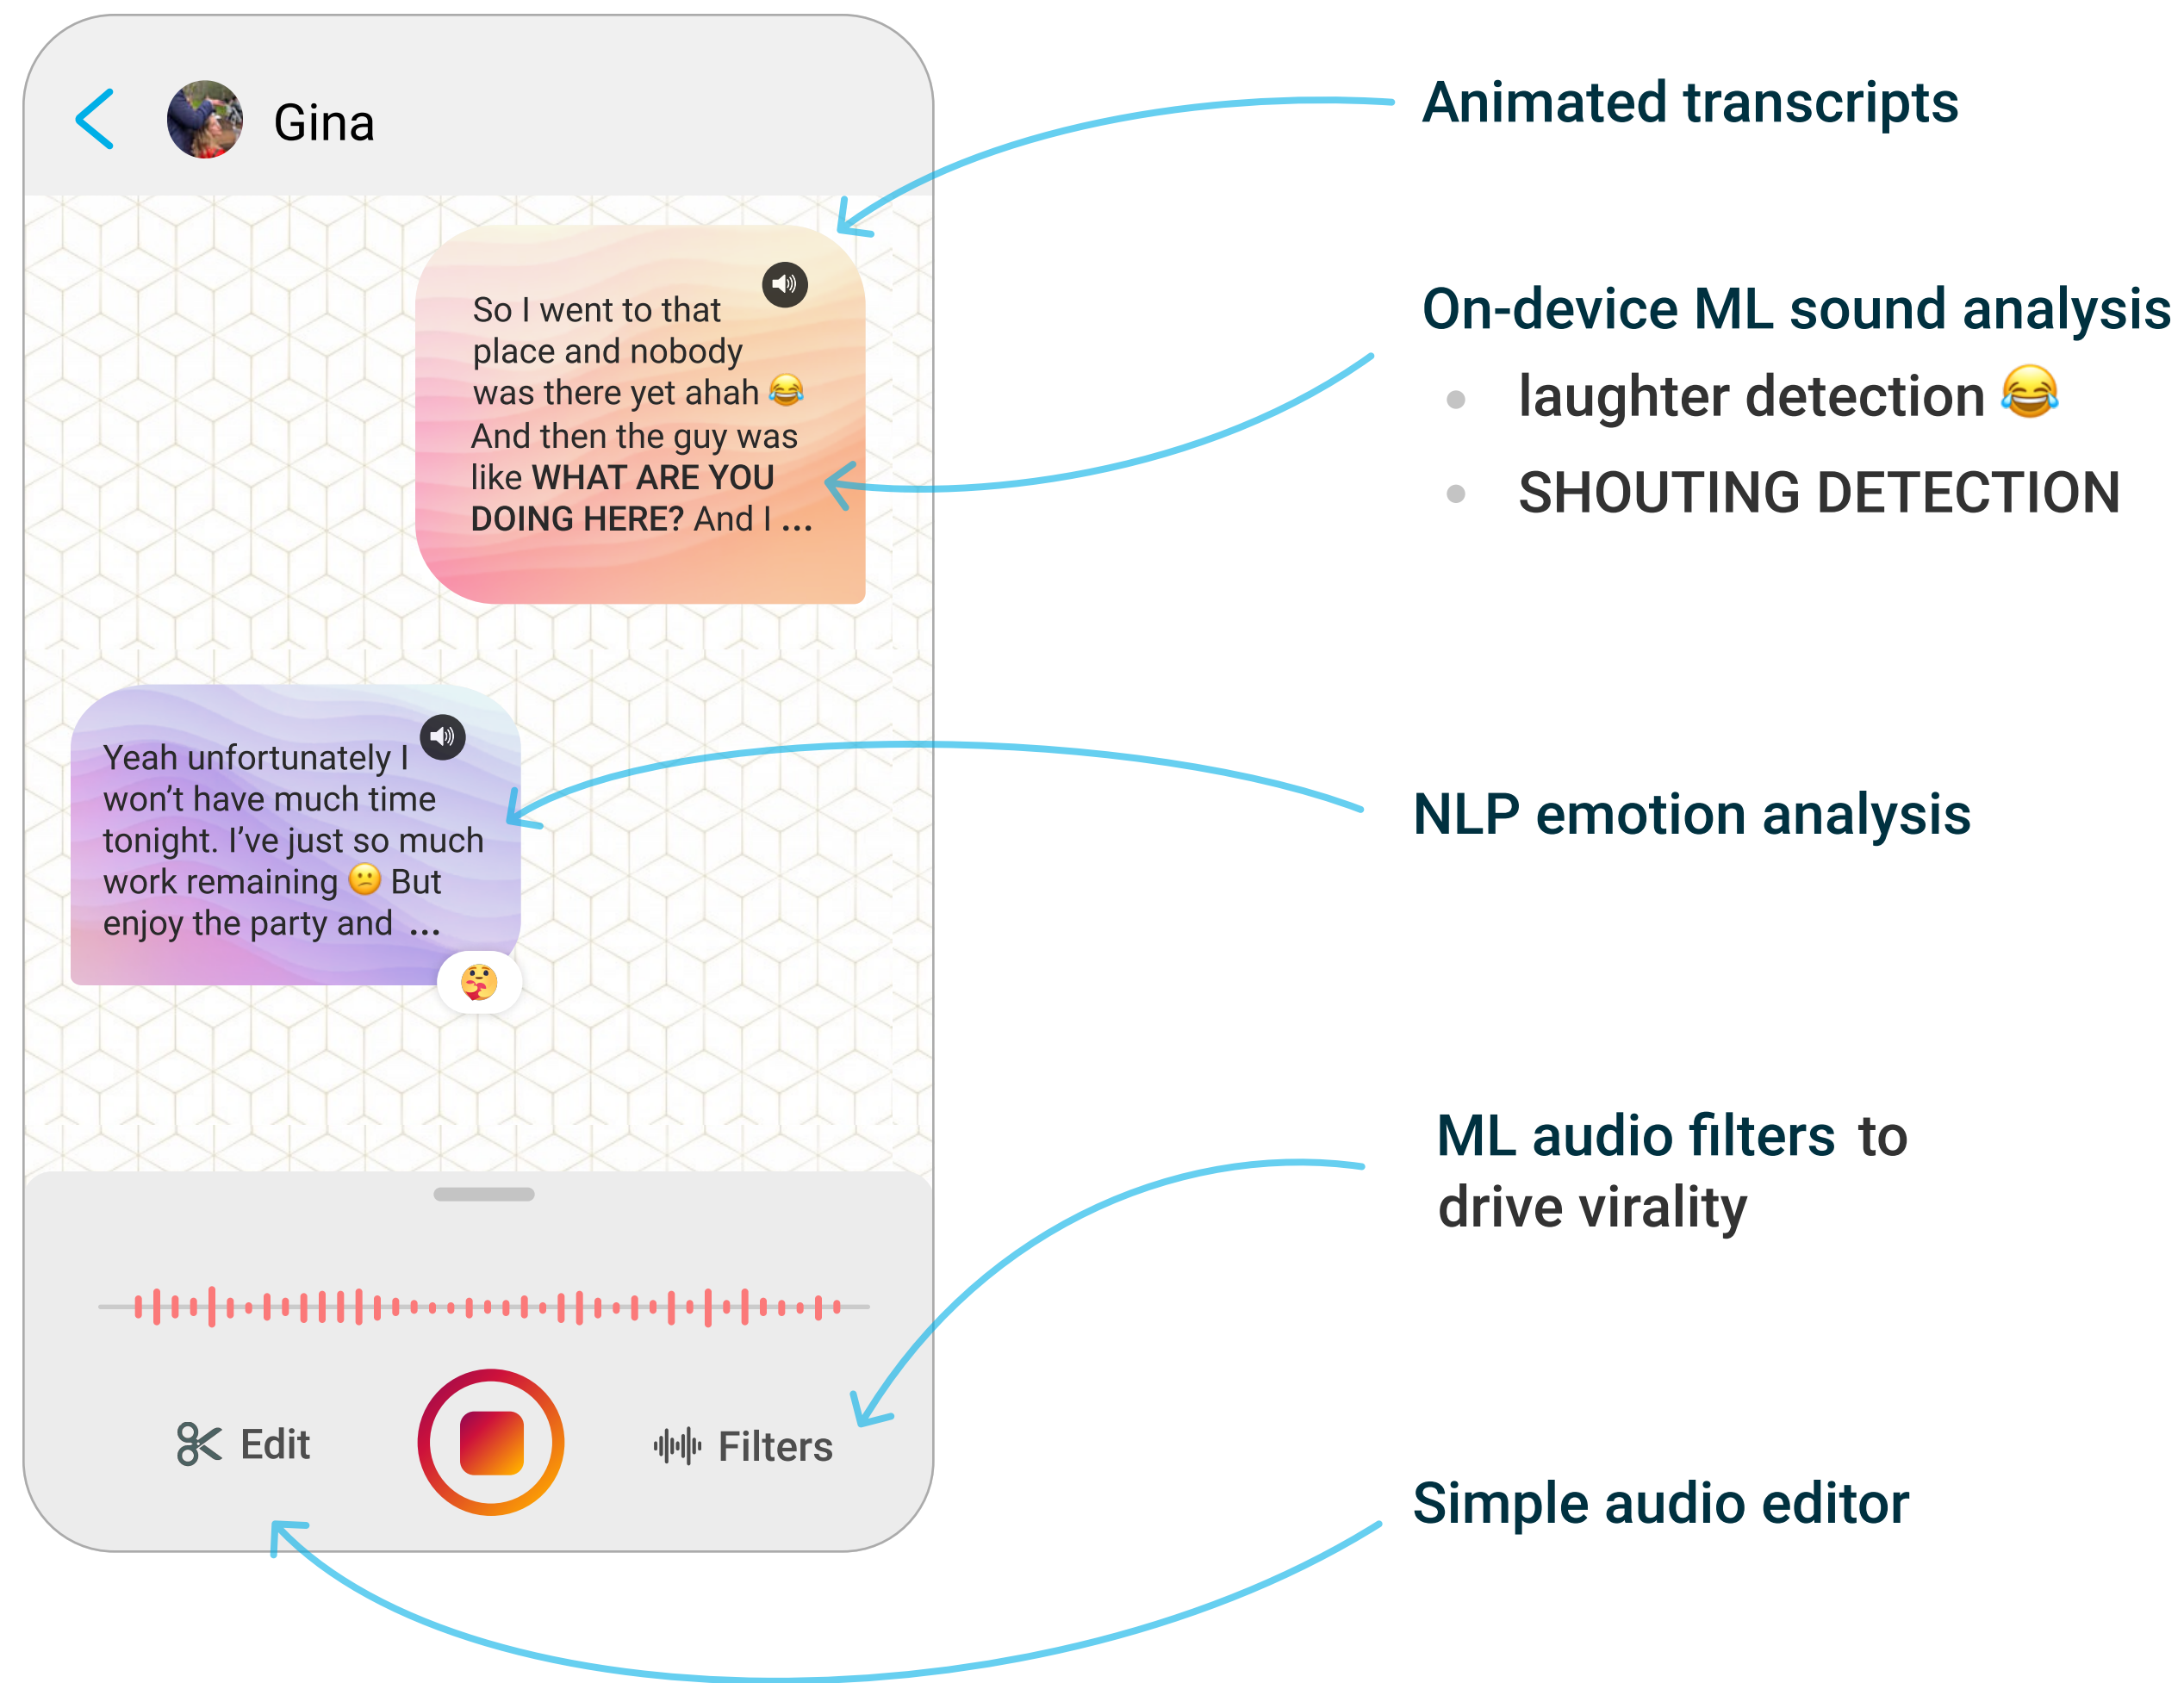 Gina
So I went to that
place and nobody
was there yet ahah 😂
And then the guy was
like WHAT ARE YOU
DOING HERE? And I ...
Yeah unfortunately I
won’t have much time
tonight. I’ve just so much
work remaining 😕 But
enjoy the party and ...
Edit
Filters
Animated transcripts
On-device ML sound analysis
• laughter detection 😂
• SHOUTING DETECTION
NLP emotion analysis
ML audio filters to
drive virality
Simple audio editor